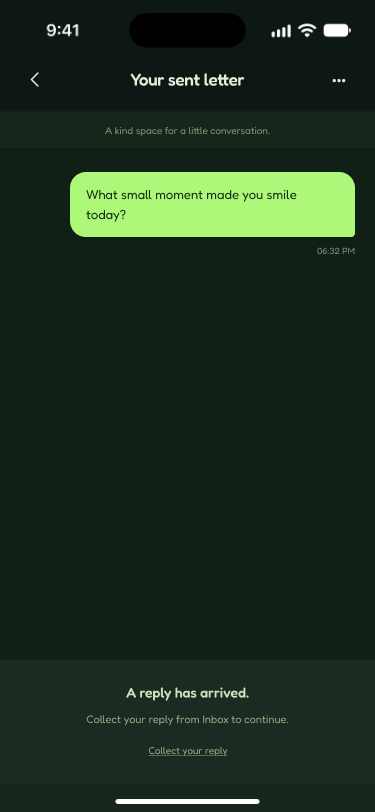 9:41
Your sent letter
A kind space for a little conversation.
What small moment made you smile
today?
06:32 PM
A reply has arrived.
Collect your reply from Inbox to continue.
Collect your reply